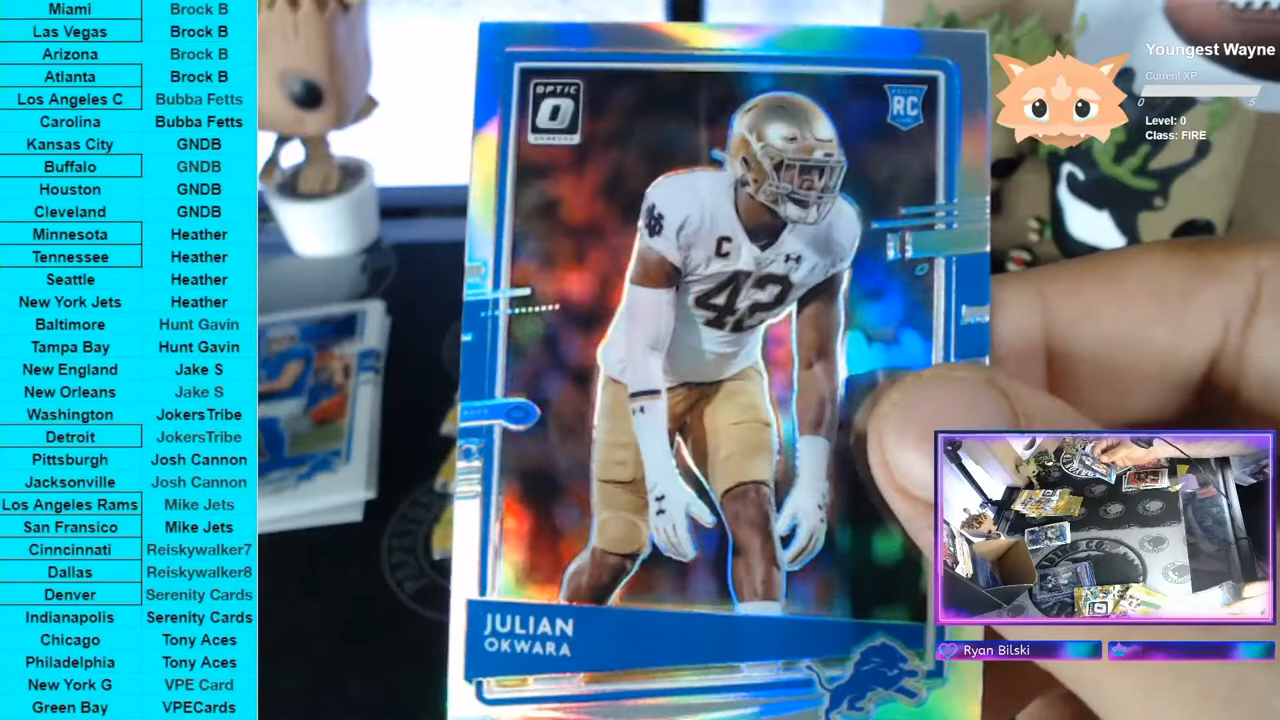 Miami Brock B
Las Vegas Brock B
Arizona Brock B
Atlanta Brock B
Los Angeles C Bubba Fetts
Carolina Bubba Fetts
Kansas City GNDB
Buffalo GNDB
Houston GNDB
Cleveland GNDB
Minnesota Heather
Tennessee Heather
Seattle Heather
New York Jets Heather
Baltimore Hunt Gavin
Tampa Bay Hunt Gavin
New England Jake S
New Orleans Jake S
Washington JokersTribe
Detroit JokersTribe
Pittsburgh Josh Cannon
Jacksonville Josh Cannon
Los Angeles Rams Mike Jets
San Fransico Mike Jets
Cinncinnati Reiskywalker7
Dallas Reiskywalker8
Denver Serenity Cards
Indianapolis Serenity Cards
Chicago Tony Aces
Philadelphia Tony Aces
New York G VPE Card
Green Bay VPECards
OPTIC
O
DONRUSS
RC
C
42
JULIAN
OKWARA
Youngest Wayne
Current XP
0 5
Level: 0
Class: FIRE
Ryan Bilski